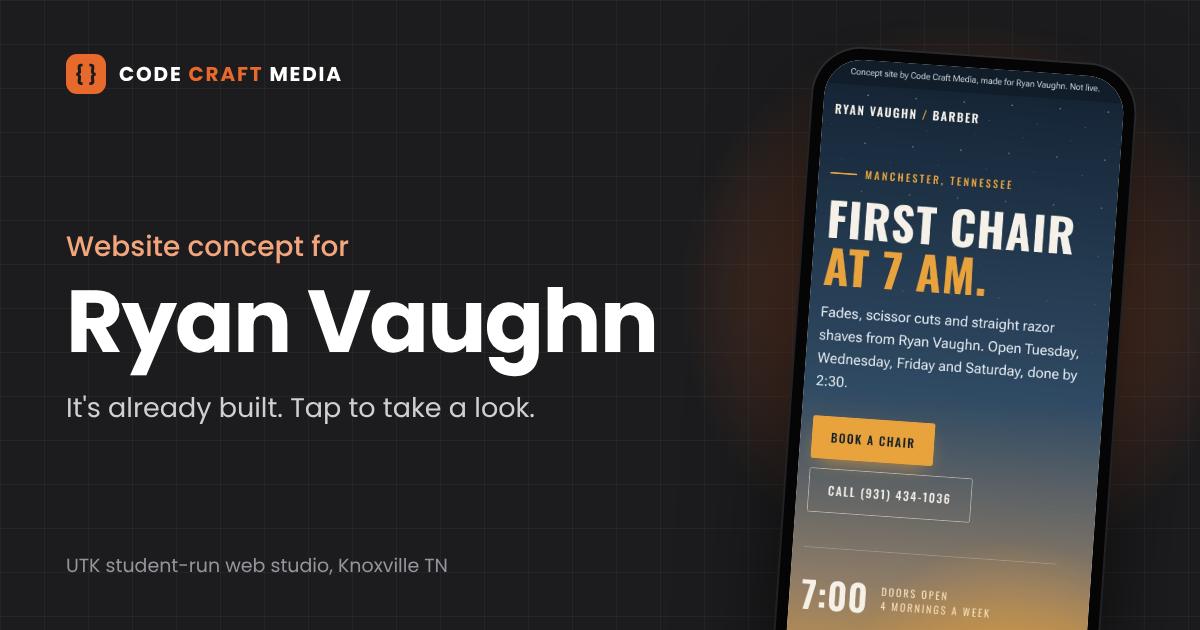 { } CODE CRAFT MEDIA
Website concept for
Ryan Vaughn
It's already built. Tap to take a look.
UTK student-run web studio, Knoxville TN
Concept site by Code Craft Media, made for Ryan Vaughn. Not live.
RYAN VAUGHN / BARBER
MANCHESTER, TENNESSEE
FIRST CHAIR
AT 7 AM.
Fades, scissor cuts and straight razor
shaves from Ryan Vaughn. Open Tuesday,
Wednesday, Friday and Saturday, done by
2:30.
BOOK A CHAIR
CALL (931) 434-1036
7:00
DOORS OPEN
4 MORNINGS A WEEK